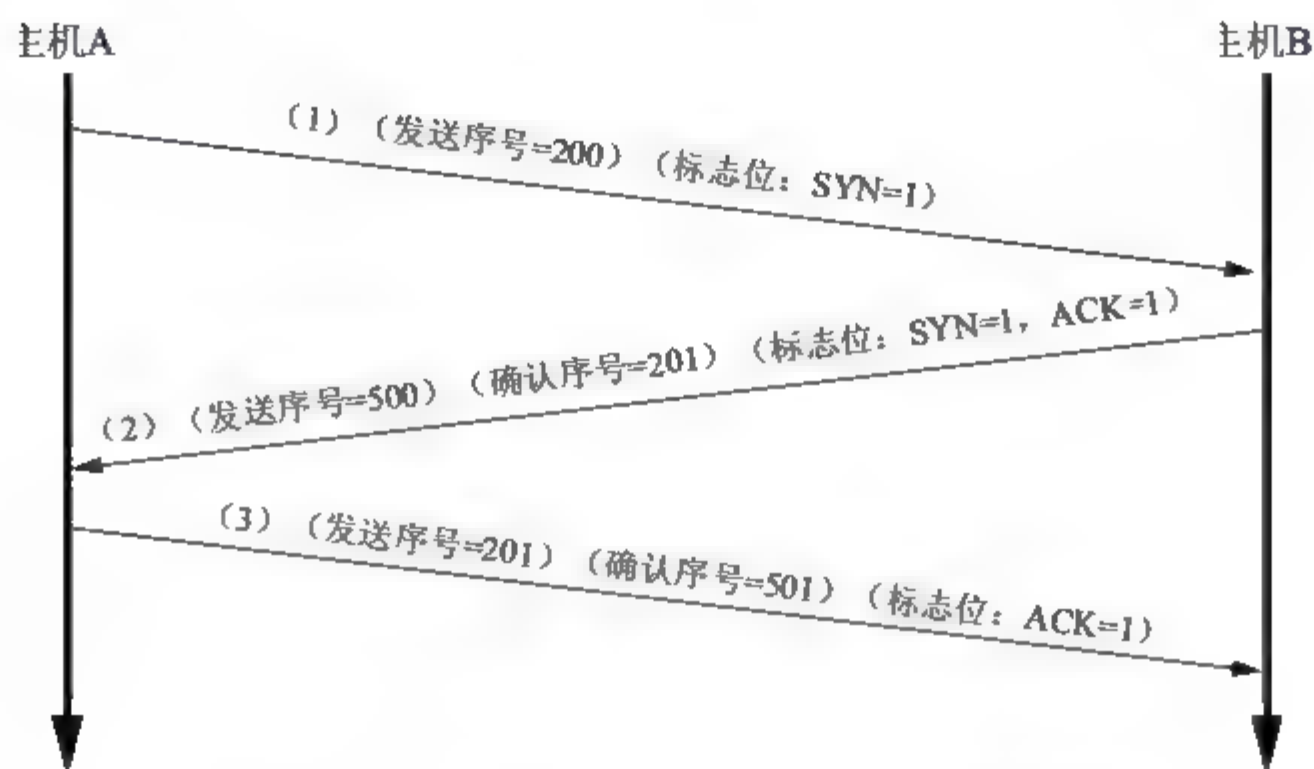 主机A
主机B
（1）（发送序号=200）（标志位：SYN=1）
（2）（发送序号=500）（确认序号=201）（标志位：SYN=1，ACK=1）
（3）（发送序号=201）（确认序号=501）（标志位：ACK=1）